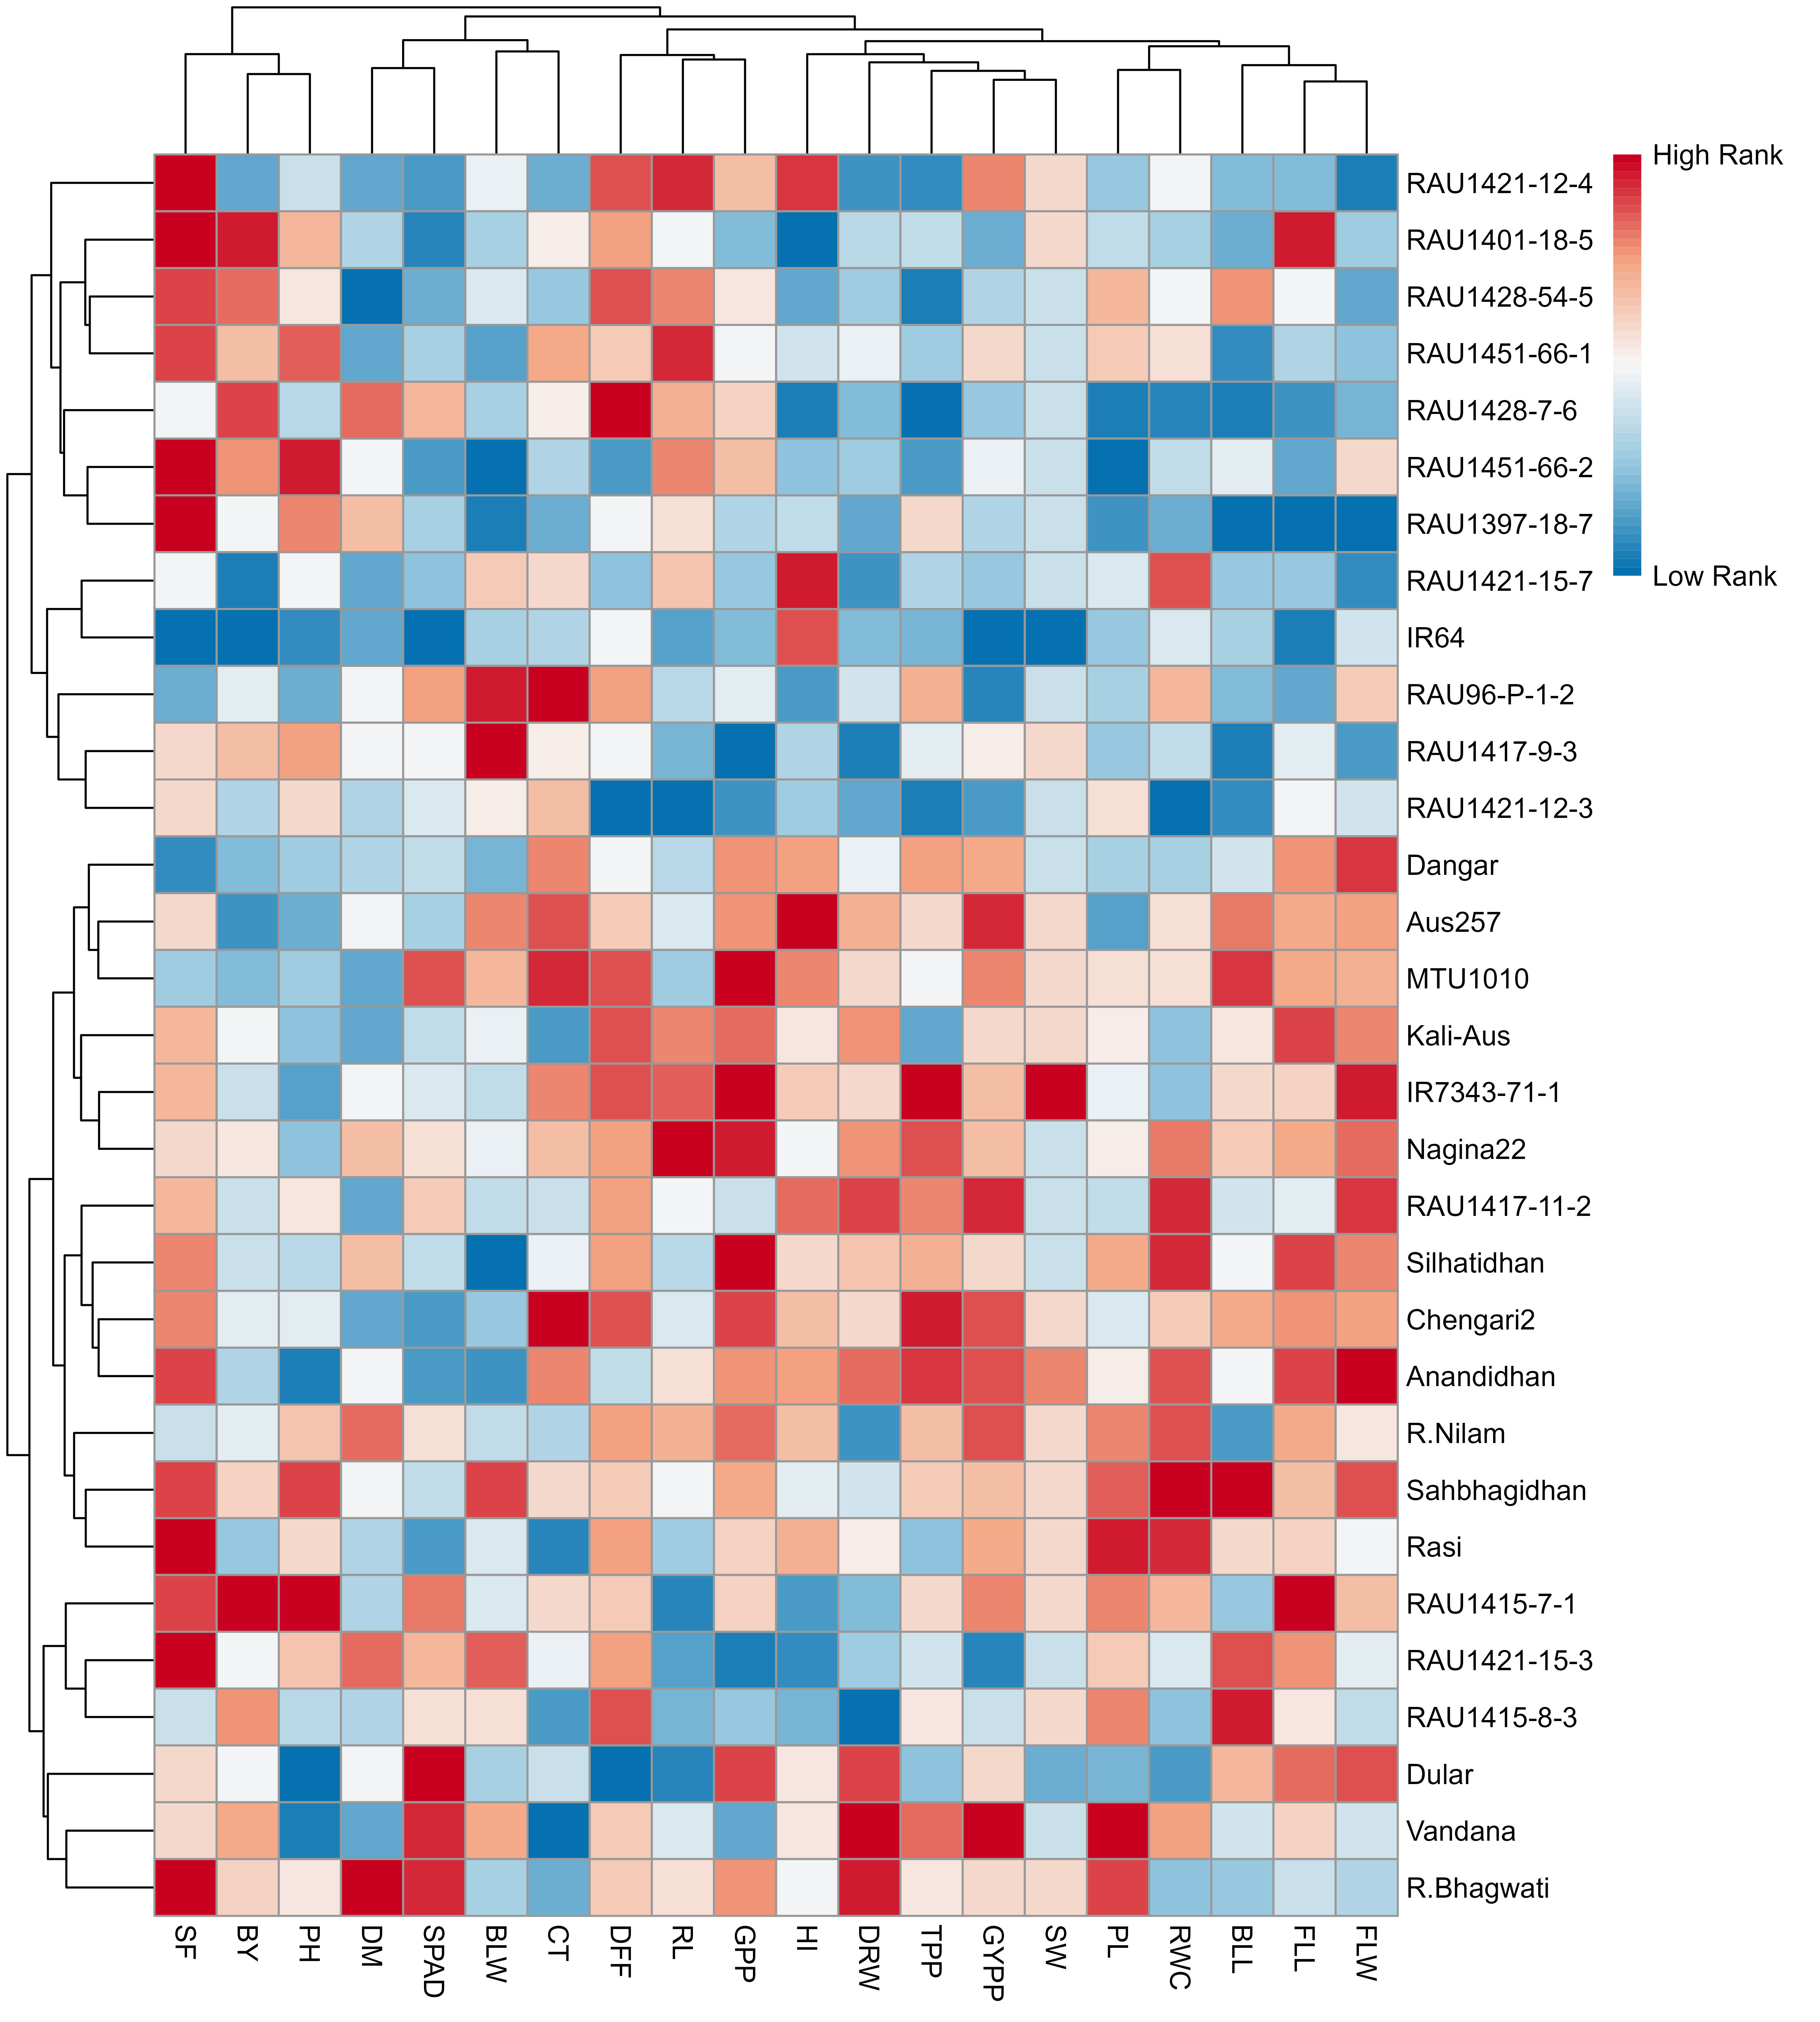 High Rank
Low Rank
RAU1421-12-4
RAU1401-18-5
RAU1428-54-5
RAU1451-66-1
RAU1428-7-6
RAU1451-66-2
RAU1397-18-7
RAU1421-15-7
IR64
RAU96-P-1-2
RAU1417-9-3
RAU1421-12-3
Dangar
Aus257
MTU1010
Kali-Aus
IR7343-71-1
Nagina22
RAU1417-11-2
Silhatidhan
Chengari2
Anandidhan
R.Nilam
Sahbhagidhan
Rasi
RAU1415-7-1
RAU1421-15-3
RAU1415-8-3
Dular
Vandana
R.Bhagwati
SF
BY
PH
DM
SPAD
BLW
CT
DFF
RL
GPP
HI
DRW
TPP
GYPP
SW
PL
RWC
BLL
FLL
FLW